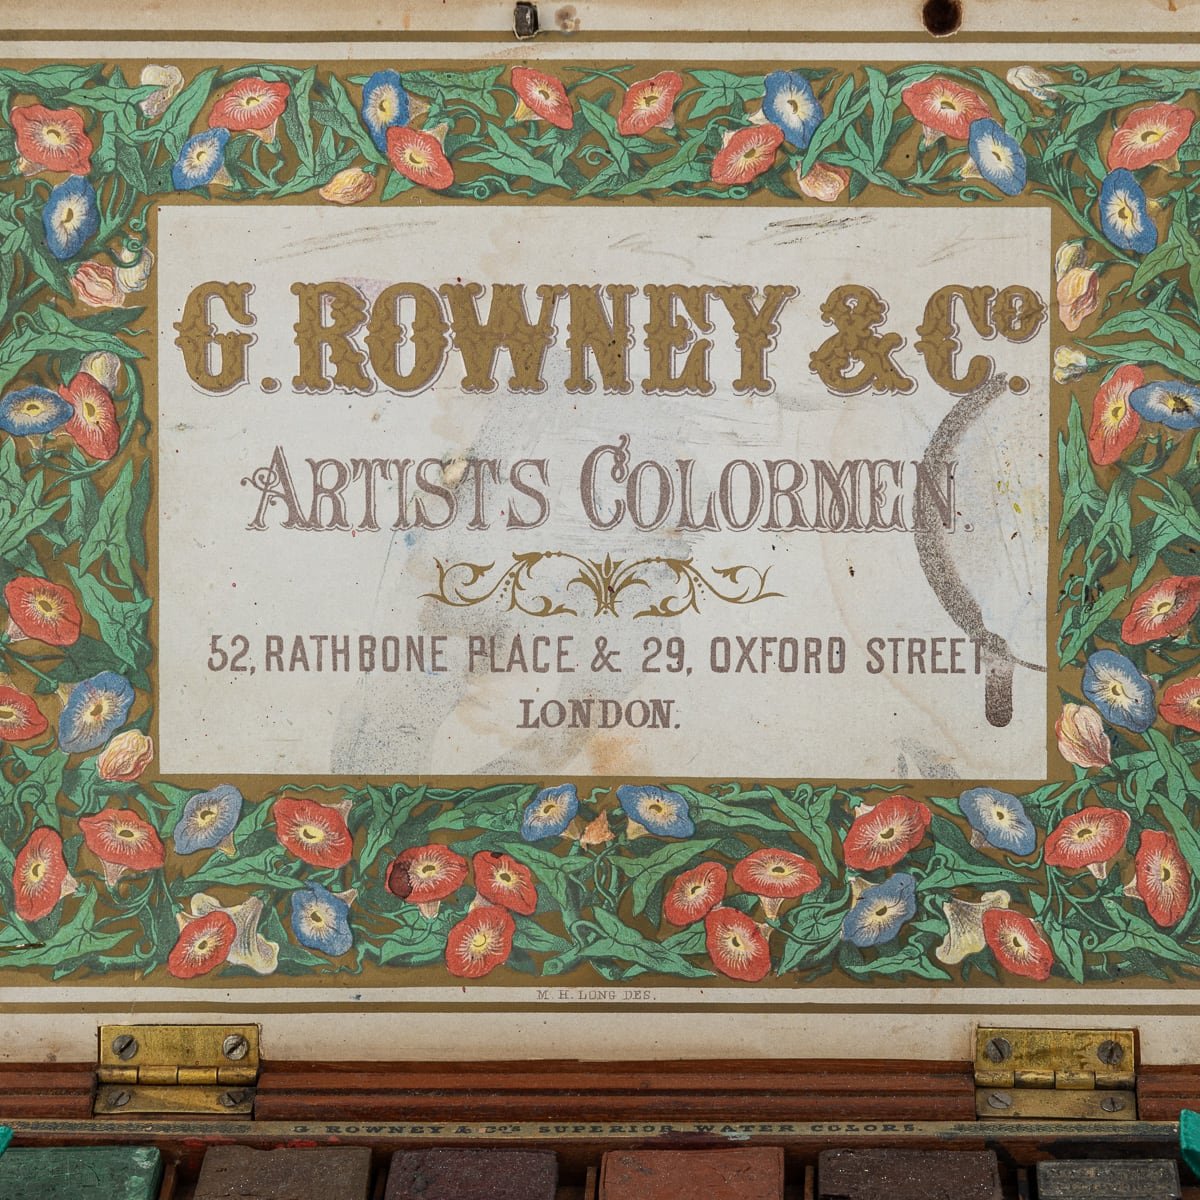 G. ROWNEY & Co.
ARTISTS COLORMEN.
52, RATHBONE PLACE & 29, OXFORD STREET
LONDON.
M. H. LONG DES.
G ROWNEY & Co's SUPERIOR WATER COLORS.